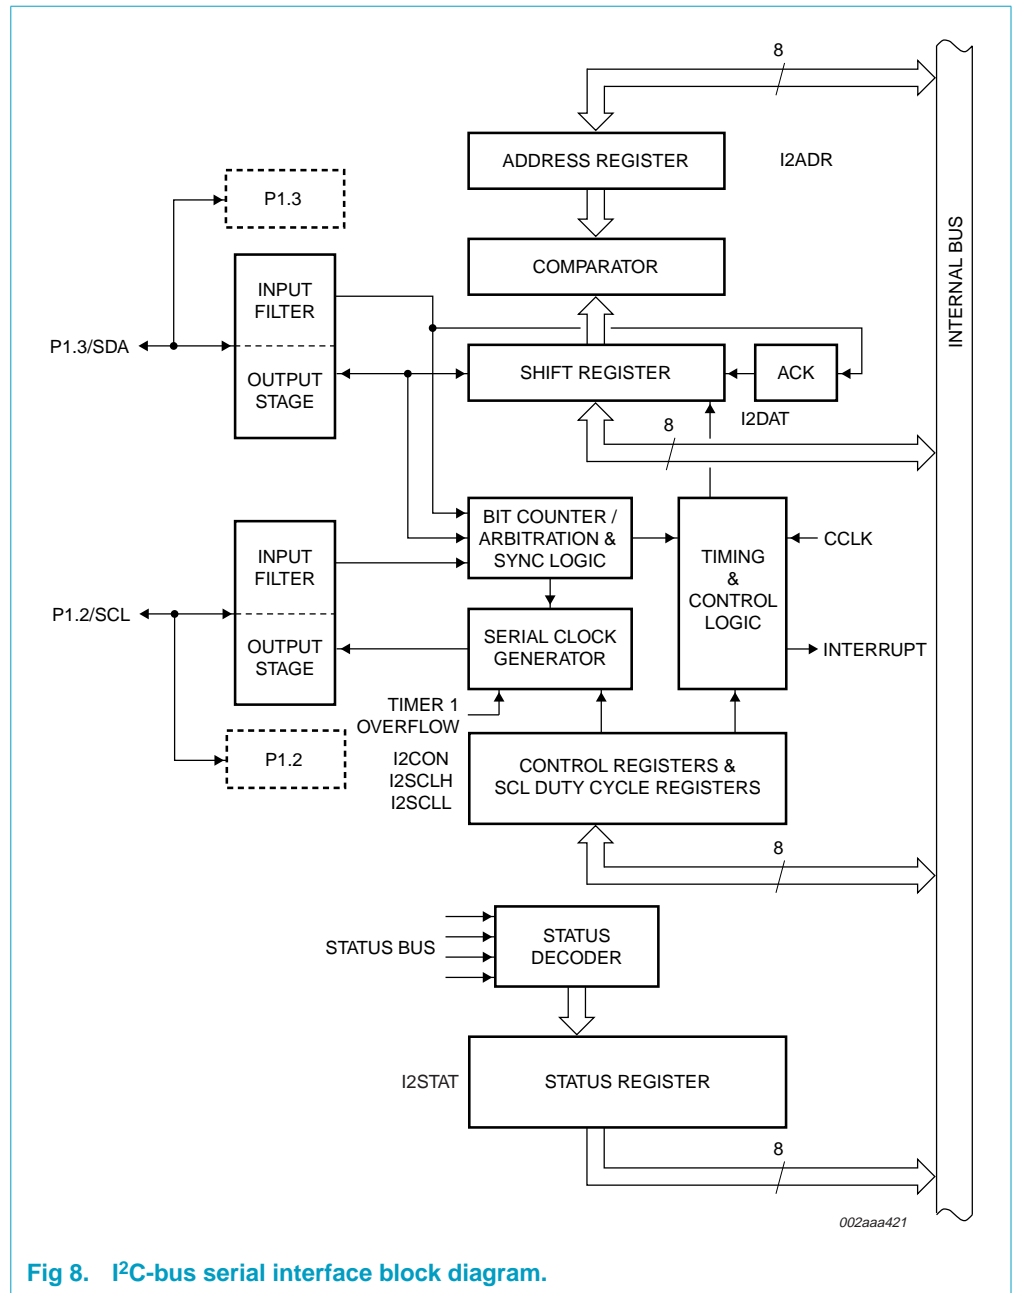 8
ADDRESS REGISTER
I2ADR
P1.3
INTERNAL BUS
COMPARATOR
INPUT
FILTER
P1.3/SDA
OUTPUT
STAGE
SHIFT REGISTER
ACK
I2DAT
8
BIT COUNTER /
ARBITRATION &
SYNC LOGIC
INPUT
FILTER
TIMING
&
CONTROL
LOGIC
CCLK
P1.2/SCL
OUTPUT
STAGE
SERIAL CLOCK
GENERATOR
INTERRUPT
TIMER 1
OVERFLOW
P1.2
I2CON
I2SCLH
I2SCLL
CONTROL REGISTERS &
SCL DUTY CYCLE REGISTERS
8
STATUS BUS
STATUS
DECODER
I2STAT
STATUS REGISTER
8
002aaa421
Fig 8. I²C-bus serial interface block diagram.